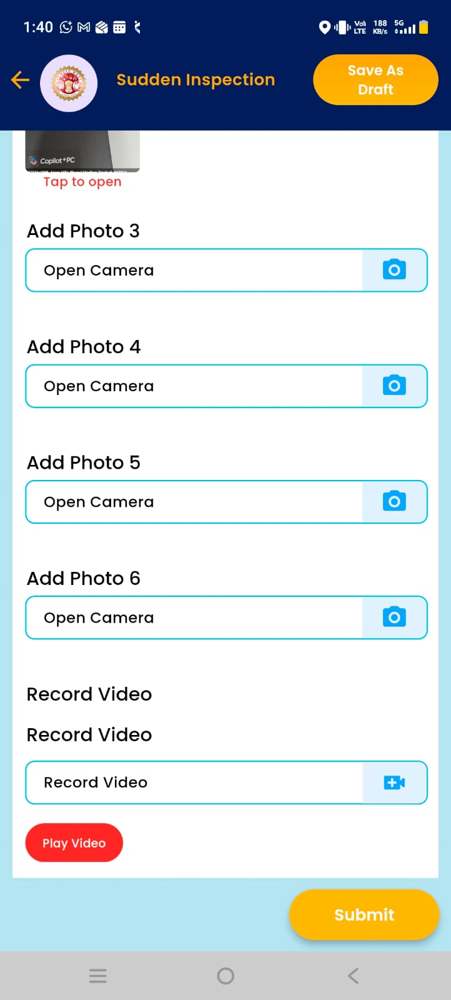 1:40
Vo)) LTE
188 KB/s
5G
Sudden Inspection
Save As
Draft
Copilot+PC
Tap to open
Add Photo 3
Open Camera
Add Photo 4
Open Camera
Add Photo 5
Open Camera
Add Photo 6
Open Camera
Record Video
Record Video
Record Video
Play Video
Submit